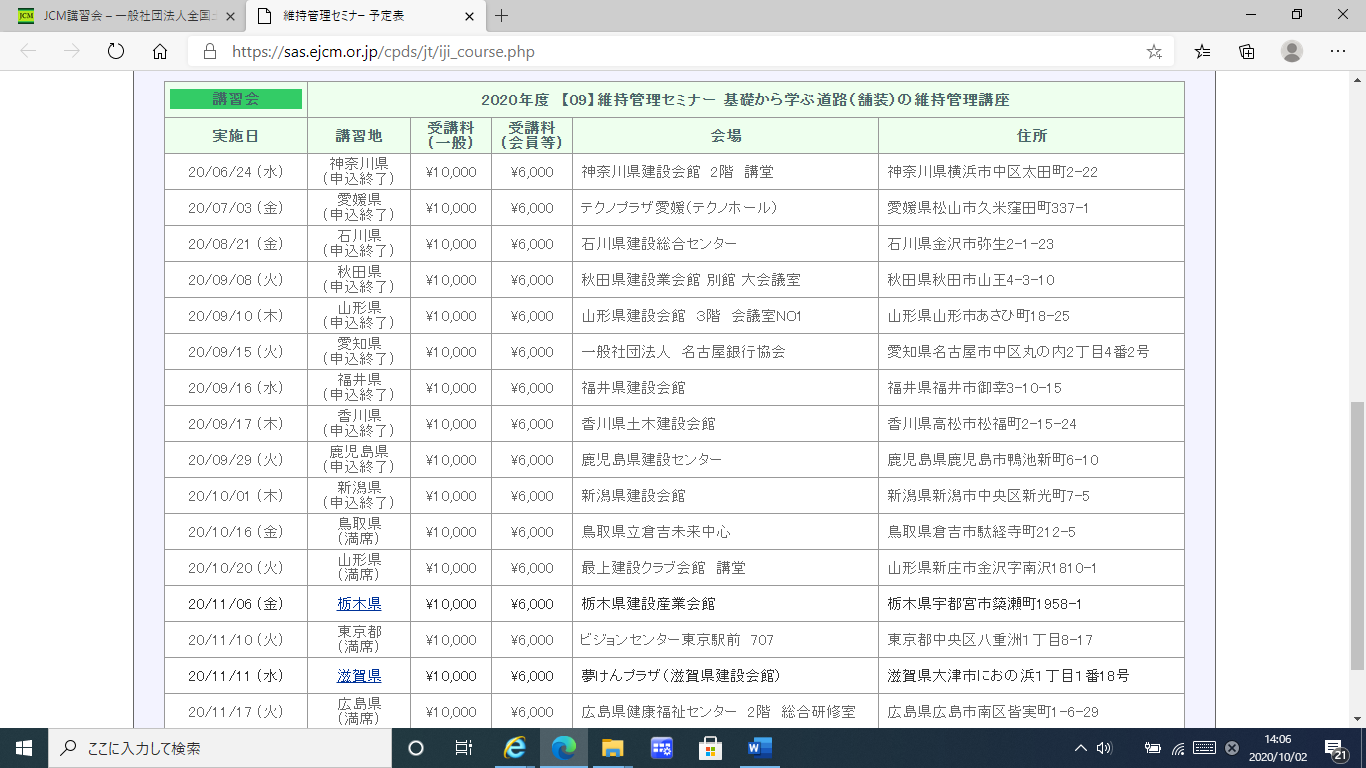 JCM講習会 – 一般社団法人全国
維持管理セミナー 予定表
https://sas.ejcm.or.jp/cpds/jt/iji_course.php
講習会 2020年度 【09】維持管理セミナー 基礎から学ぶ道路（舗装）の維持管理講座
実施日 講習地 受講料（一般） 受講料（会員等） 会場 住所
20/06/24（水） 神奈川県（申込終了） ¥10,000 ¥6,000 神奈川県建設会館 2階 講堂 神奈川県横浜市中区太田町2-22
20/07/03（金） 愛媛県（申込終了） ¥10,000 ¥6,000 テクノプラザ愛媛（テクノホール） 愛媛県松山市久米窪田町337-1
20/08/21（金） 石川県（申込終了） ¥10,000 ¥6,000 石川県建設総合センター 石川県金沢市弥生2-1-23
20/09/08（火） 秋田県（申込終了） ¥10,000 ¥6,000 秋田県建設業会館 別館 大会議室 秋田県秋田市山王4-3-10
20/09/10（木） 山形県（申込終了） ¥10,000 ¥6,000 山形県建設会館 3階 会議室NO1 山形県山形市あさひ町18-25
20/09/15（火） 愛知県（申込終了） ¥10,000 ¥6,000 一般社団法人 名古屋銀行協会 愛知県名古屋市中区丸の内2丁目4番2号
20/09/16（水） 福井県（申込終了） ¥10,000 ¥6,000 福井県建設会館 福井県福井市御幸3-10-15
20/09/17（木） 香川県（申込終了） ¥10,000 ¥6,000 香川県土木建設会館 香川県高松市松福町2-15-24
20/09/29（火） 鹿児島県（申込終了） ¥10,000 ¥6,000 鹿児島県建設センター 鹿児島県鹿児島市鴨池新町6-10
20/10/01（木） 新潟県（申込終了） ¥10,000 ¥6,000 新潟県建設会館 新潟県新潟市中央区新光町7-5
20/10/16（金） 鳥取県（満席） ¥10,000 ¥6,000 鳥取県立倉吉未来中心 鳥取県倉吉市駄経寺町212-5
20/10/20（火） 山形県（満席） ¥10,000 ¥6,000 最上建設クラブ会館 講堂 山形県新庄市金沢字南沢1810-1
20/11/06（金） 栃木県 ¥10,000 ¥6,000 栃木県建設産業会館 栃木県宇都宮市簗瀬町1958-1
20/11/10（火） 東京都（満席） ¥10,000 ¥6,000 ビジョンセンター東京駅前 707 東京都中央区八重洲1丁目8-17
20/11/11（水） 滋賀県 ¥10,000 ¥6,000 夢けんプラザ（滋賀県建設会館） 滋賀県大津市におの浜1丁目1番18号
20/11/17（火） 広島県（満席） ¥10,000 ¥6,000 広島県健康福祉センター 2階 総合研修室 広島県広島市南区皆実町1-6-29
ここに入力して検索
14:06
2020/10/02
21